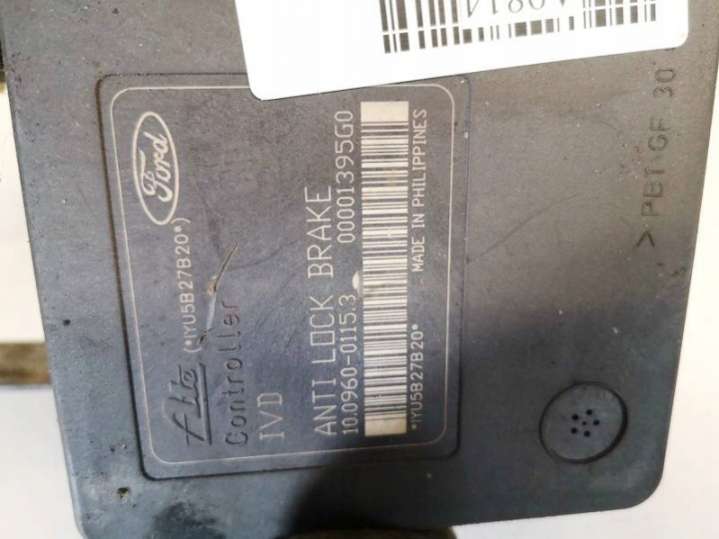 A0814
Ford
Ate (*1YU5B27B20*)
Controller
IVD
ANTI LOCK BRAKE
10.0960-0115.3 00001395G0
*1YU5B27B20* MADE IN PHILIPPINES
> PBT GF 30